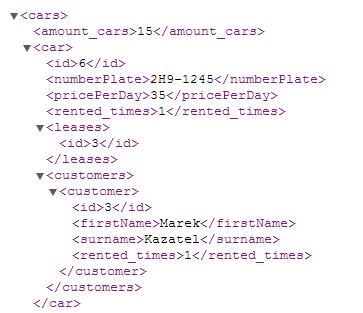 <cars>
<amount_cars>15</amount_cars>
<car>
<id>6</id>
<numberPlate>2H9-1245</numberPlate>
<pricePerDay>35</pricePerDay>
<rented_times>1</rented_times>
<leases>
<id>3</id>
</leases>
<customers>
<customer>
<id>3</id>
<firstName>Marek</firstName>
<surname>Kazatel</surname>
<rented_times>1</rented_times>
</customer>
</customers>
</car>